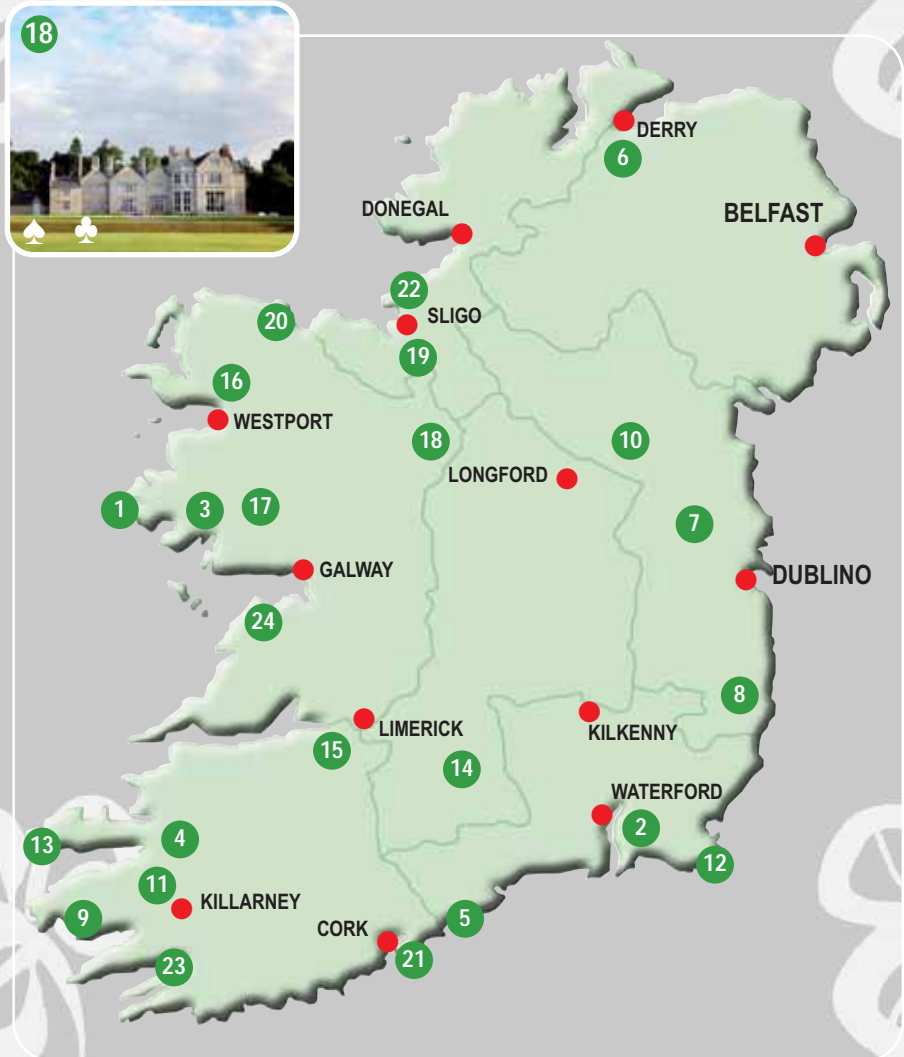 18
DERRY
6
DONEGAL
BELFAST
22
SLIGO
20
19
16
WESTPORT
18
10
LONGFORD
1
3
17
7
GALWAY
DUBLINO
24
8
LIMERICK
KILKENNY
15
14
WATERFORD
2
13
4
12
11
KILLARNEY
9
5
CORK
21
23